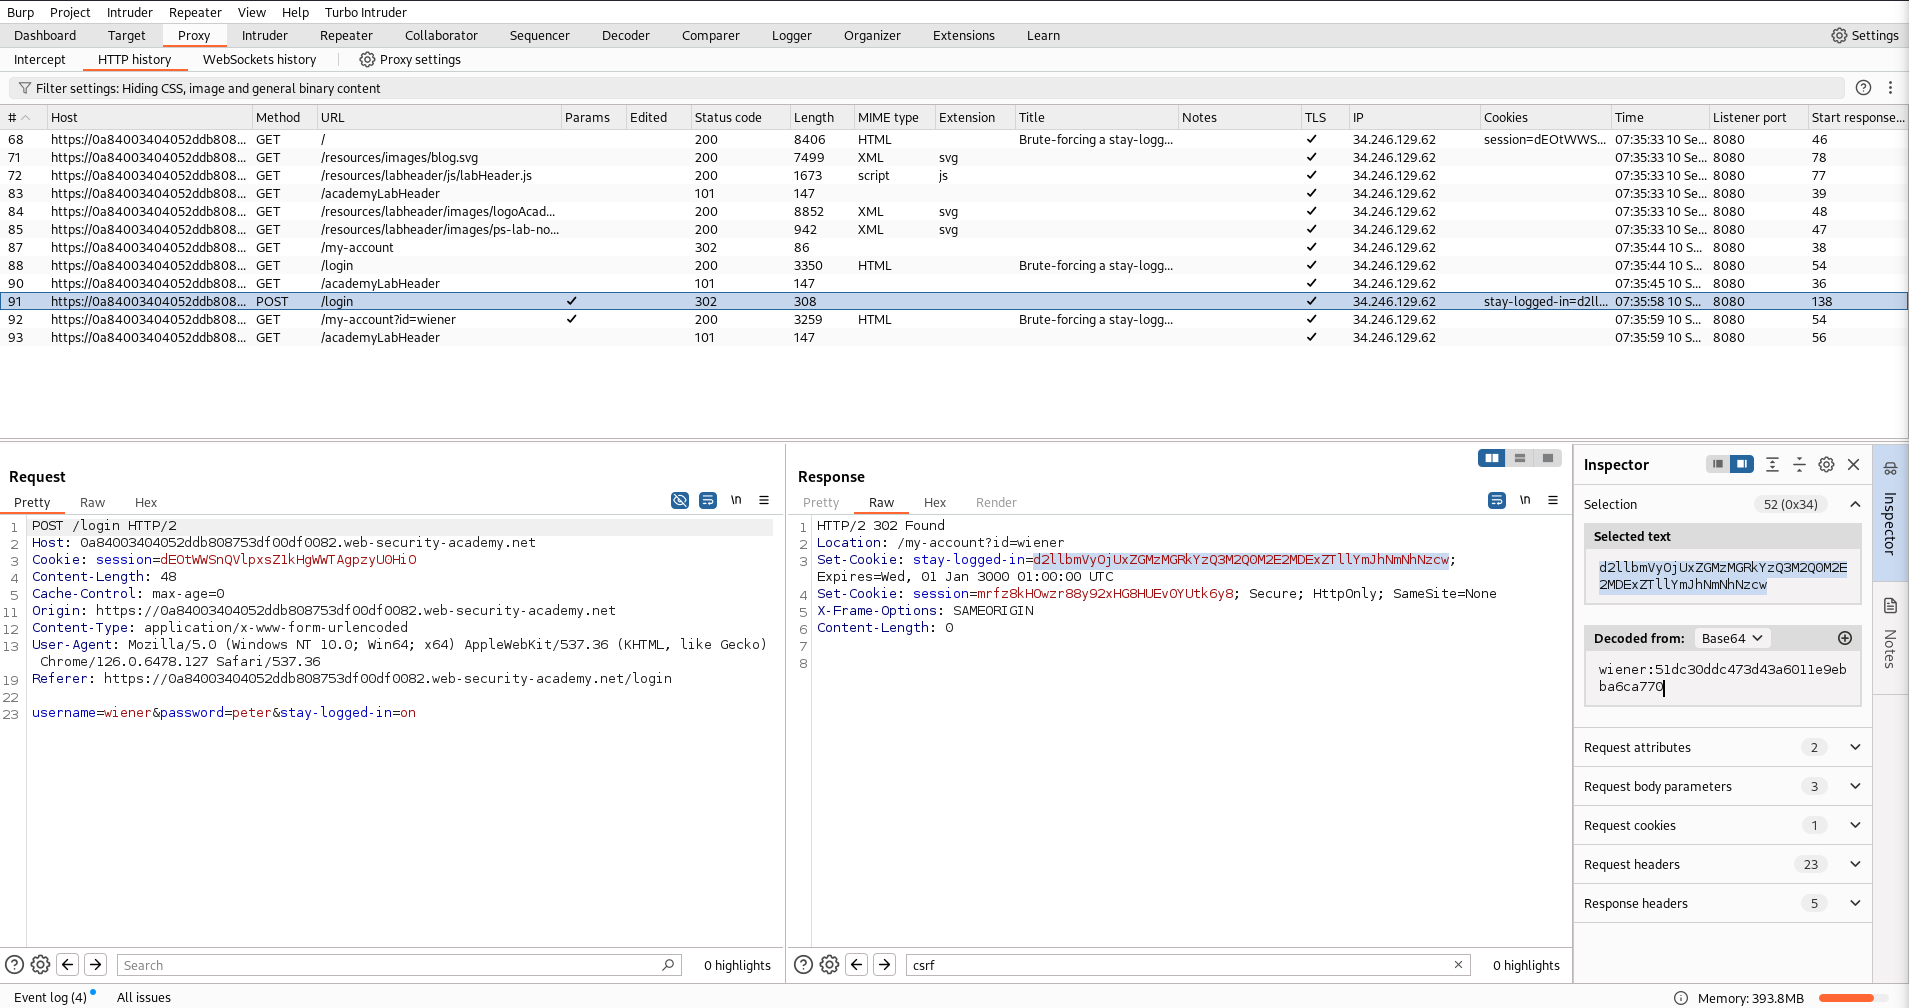 Burp Project Intruder Repeater View Help Turbo Intruder
Dashboard Target Proxy Intruder Repeater Collaborator Sequencer Decoder Comparer Logger Organizer Extensions Learn Settings
Intercept HTTP history WebSockets history Proxy settings
Filter settings: Hiding CSS, image and general binary content
# Host Method URL Params Edited Status code Length MIME type Extension Title Notes TLS IP Cookies Time Listener port Start response...
68 https://0a84003404052ddb808... GET / 200 8406 HTML Brute-forcing a stay-logg... ✓ 34.246.129.62 session=dEOtWWS... 07:35:33 10 Se... 8080 46
71 https://0a84003404052ddb808... GET /resources/images/blog.svg 200 7499 XML svg ✓ 34.246.129.62 07:35:33 10 Se... 8080 78
72 https://0a84003404052ddb808... GET /resources/labheader/js/labHeader.js 200 1673 script js ✓ 34.246.129.62 07:35:33 10 Se... 8080 77
83 https://0a84003404052ddb808... GET /academyLabHeader 101 147 ✓ 34.246.129.62 07:35:33 10 Se... 8080 39
84 https://0a84003404052ddb808... GET /resources/labheader/images/logoAcad... 200 8852 XML svg ✓ 34.246.129.62 07:35:33 10 Se... 8080 48
85 https://0a84003404052ddb808... GET /resources/labheader/images/ps-lab-no... 200 942 XML svg ✓ 34.246.129.62 07:35:33 10 Se... 8080 47
87 https://0a84003404052ddb808... GET /my-account 302 86 ✓ 34.246.129.62 07:35:44 10 S... 8080 38
88 https://0a84003404052ddb808... GET /login 200 3350 HTML Brute-forcing a stay-logg... ✓ 34.246.129.62 07:35:44 10 S... 8080 54
90 https://0a84003404052ddb808... GET /academyLabHeader 101 147 ✓ 34.246.129.62 07:35:45 10 S... 8080 36
91 https://0a84003404052ddb808... POST /login ✓ 302 308 ✓ 34.246.129.62 stay-logged-in=d2ll... 07:35:58 10 S... 8080 138
92 https://0a84003404052ddb808... GET /my-account?id=wiener ✓ 200 3259 HTML Brute-forcing a stay-logg... ✓ 34.246.129.62 07:35:59 10 S... 8080 54
93 https://0a84003404052ddb808... GET /academyLabHeader 101 147 ✓ 34.246.129.62 07:35:59 10 S... 8080 56
Request
Pretty Raw Hex \n
1 POST /login HTTP/2
2 Host: 0a84003404052ddb808753df00df0082.web-security-academy.net
3 Cookie: session=dEOtWWSnQVlpxsZ1kHgWWTAgpzyU0HiO
4 Content-Length: 48
5 Cache-Control: max-age=0
11 Origin: https://0a84003404052ddb808753df00df0082.web-security-academy.net
12 Content-Type: application/x-www-form-urlencoded
13 User-Agent: Mozilla/5.0 (Windows NT 10.0; Win64; x64) AppleWebKit/537.36 (KHTML, like Gecko)
Chrome/126.0.6478.127 Safari/537.36
19 Referer: https://0a84003404052ddb808753df00df0082.web-security-academy.net/login
22
23 username=wiener&password=peter&stay-logged-in=on
Search 0 highlights
Response
Pretty Raw Hex Render \n
1 HTTP/2 302 Found
2 Location: /my-account?id=wiener
3 Set-Cookie: stay-logged-in=d2llbmVyOjUxZGMzMGRkYzQ3M2Q0M2E2MDExZTllYmJhNmNhNzcw;
Expires=Wed, 01 Jan 3000 01:00:00 UTC
4 Set-Cookie: session=mrfz8kHOwzr88y92xHG8HUEv0YUtk6y8; Secure; HttpOnly; SameSite=None
5 X-Frame-Options: SAMEORIGIN
6 Content-Length: 0
7
8
csrf 0 highlights
Inspector
Selection 52 (0x34)
Selected text
d2llbmVyOjUxZGMzMGRkYzQ3M2Q0M2E
2MDExZTllYmJhNmNhNzcw
Decoded from: Base64
wiener:51dc30ddc473d43a6011e9eb
ba6ca770
Request attributes 2
Request body parameters 3
Request cookies 1
Request headers 23
Response headers 5
Inspector
Notes
Event log (4) All issues Memory: 393.8MB